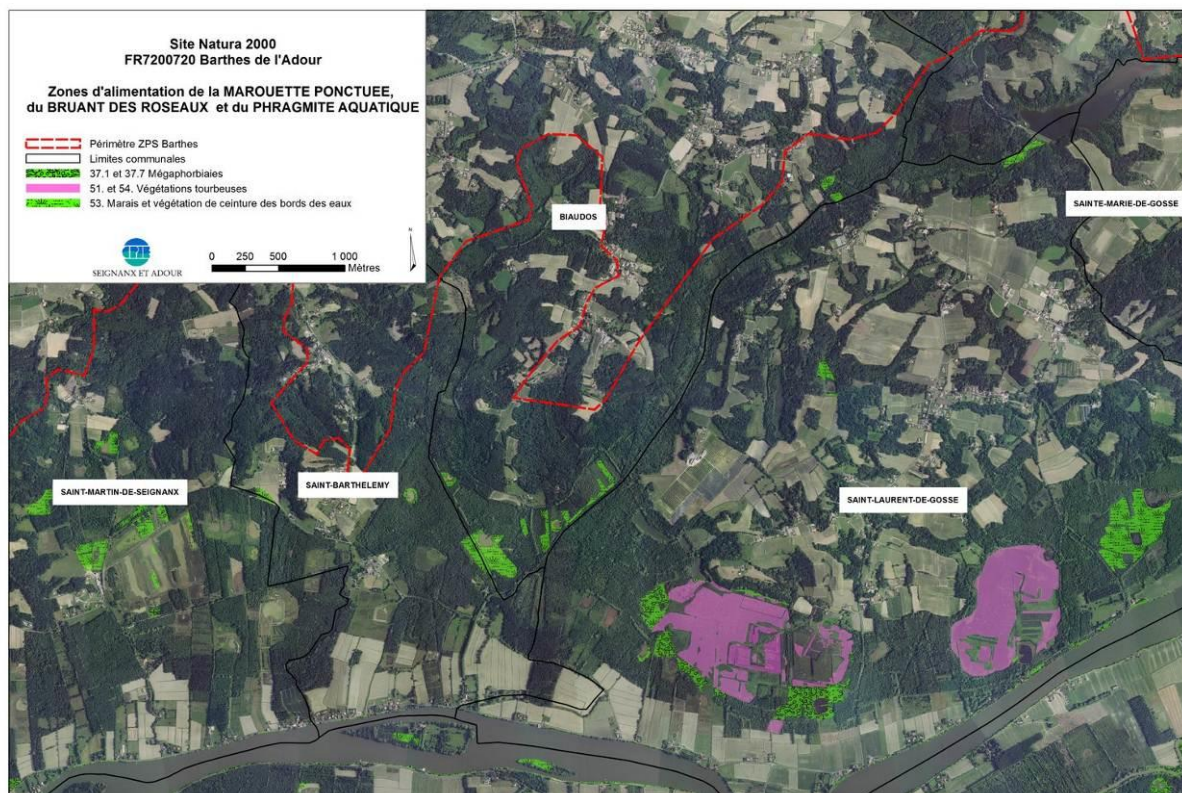 Site Natura 2000
FR7200720 Barthes de l'Adour
Zones d'alimentation de la MAROUETTE PONCTUEE,
du BRUANT DES ROSEAUX et du PHRAGMITE AQUATIQUE
Périmètre ZPS Barthes
Limites communales
37.1 et 37.7 Mégaphorbiaies
51. et 54. Végétations tourbeuses
53. Marais et végétation de ceinture des bords des eaux
CPIE
SEIGNANX ET ADOUR
0 250 500 1 000
Mètres
N
BIAUDOS
SAINTE-MARIE-DE-GOSSE
SAINT-MARTIN-DE-SEIGNANX
SAINT-BARTHELEMY
SAINT-LAURENT-DE-GOSSE